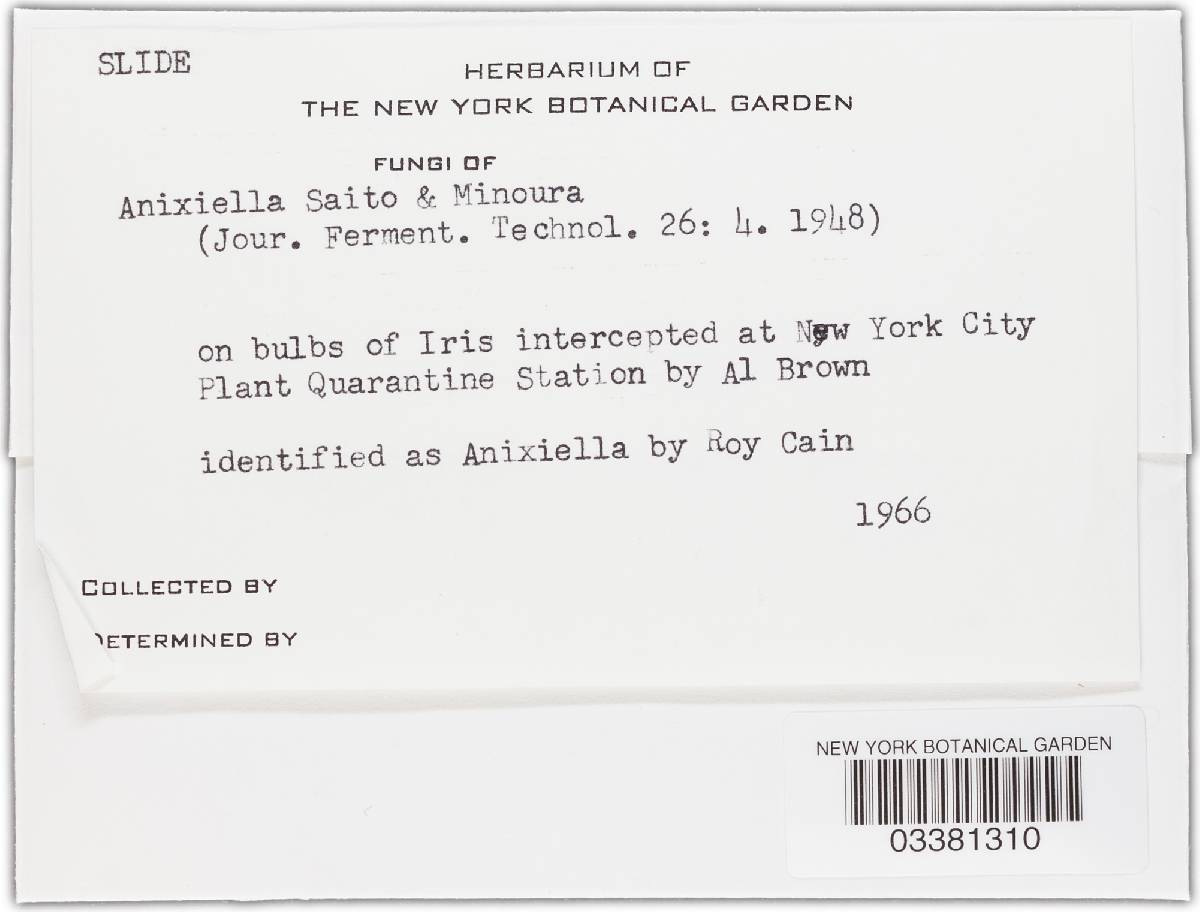 SLIDE
HERBARIUM OF
THE NEW YORK BOTANICAL GARDEN
FUNGI OF
Anixiella Saito & Minoura
(Jour. Ferment. Technol. 26: 4. 1948)
on bulbs of Iris intercepted at New York City
Plant Quarantine Station by Al Brown
identified as Anixiella by Roy Cain
1966
COLLECTED BY
DETERMINED BY
NEW YORK BOTANICAL GARDEN
03381310